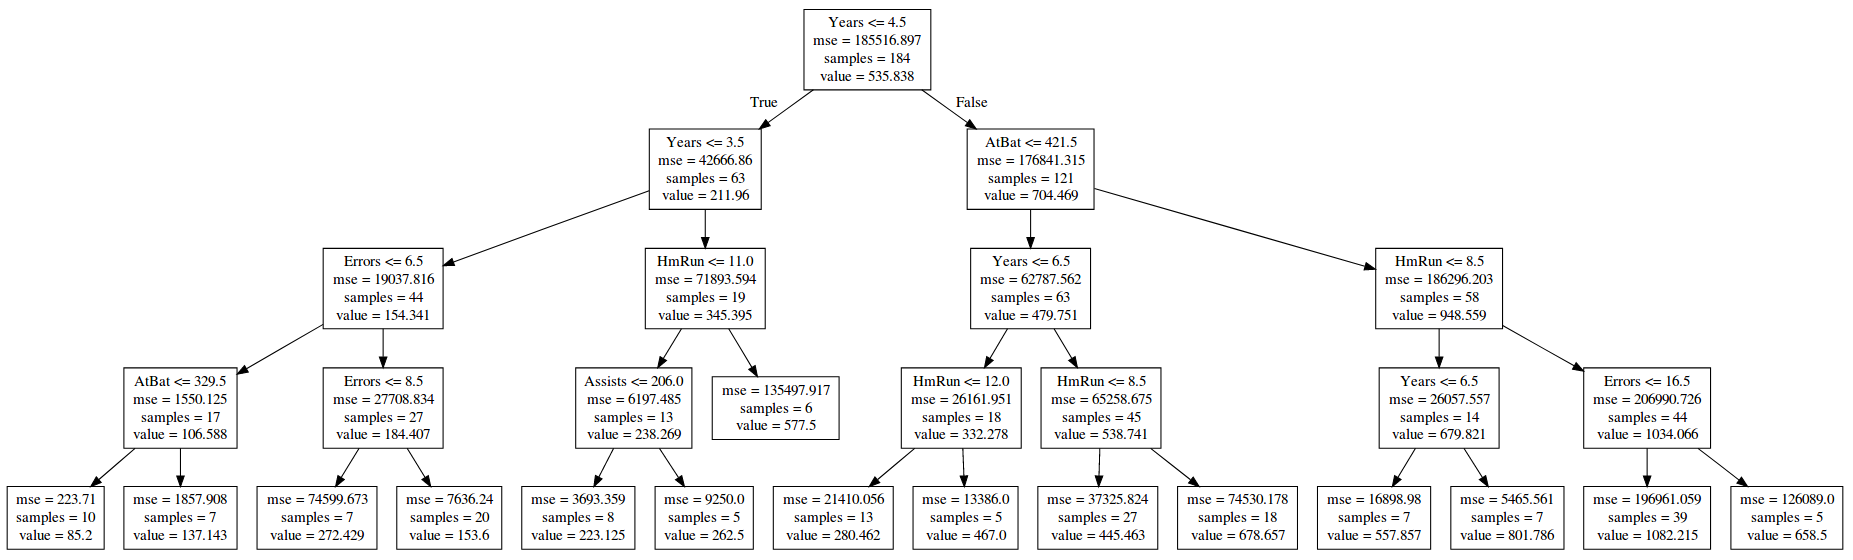 Years <= 4.5
mse = 185516.897
samples = 184
value = 535.838
True
False
Years <= 3.5
mse = 42666.86
samples = 63
value = 211.96
AtBat <= 421.5
mse = 176841.315
samples = 121
value = 704.469
Errors <= 6.5
mse = 19037.816
samples = 44
value = 154.341
HmRun <= 11.0
mse = 71893.594
samples = 19
value = 345.395
Years <= 6.5
mse = 62787.562
samples = 63
value = 479.751
HmRun <= 8.5
mse = 186296.203
samples = 58
value = 948.559
AtBat <= 329.5
mse = 1550.125
samples = 17
value = 106.588
Errors <= 8.5
mse = 27708.834
samples = 27
value = 184.407
Assists <= 206.0
mse = 6197.485
samples = 13
value = 238.269
mse = 135497.917
samples = 6
value = 577.5
HmRun <= 12.0
mse = 26161.951
samples = 18
value = 332.278
HmRun <= 8.5
mse = 65258.675
samples = 45
value = 538.741
Years <= 6.5
mse = 26057.557
samples = 14
value = 679.821
Errors <= 16.5
mse = 206990.726
samples = 44
value = 1034.066
mse = 223.71
samples = 10
value = 85.2
mse = 1857.908
samples = 7
value = 137.143
mse = 74599.673
samples = 7
value = 272.429
mse = 7636.24
samples = 20
value = 153.6
mse = 3693.359
samples = 8
value = 223.125
mse = 9250.0
samples = 5
value = 262.5
mse = 21410.056
samples = 13
value = 280.462
mse = 13386.0
samples = 5
value = 467.0
mse = 37325.824
samples = 27
value = 445.463
mse = 74530.178
samples = 18
value = 678.657
mse = 16898.98
samples = 7
value = 557.857
mse = 5465.561
samples = 7
value = 801.786
mse = 196961.059
samples = 39
value = 1082.215
mse = 126089.0
samples = 5
value = 658.5